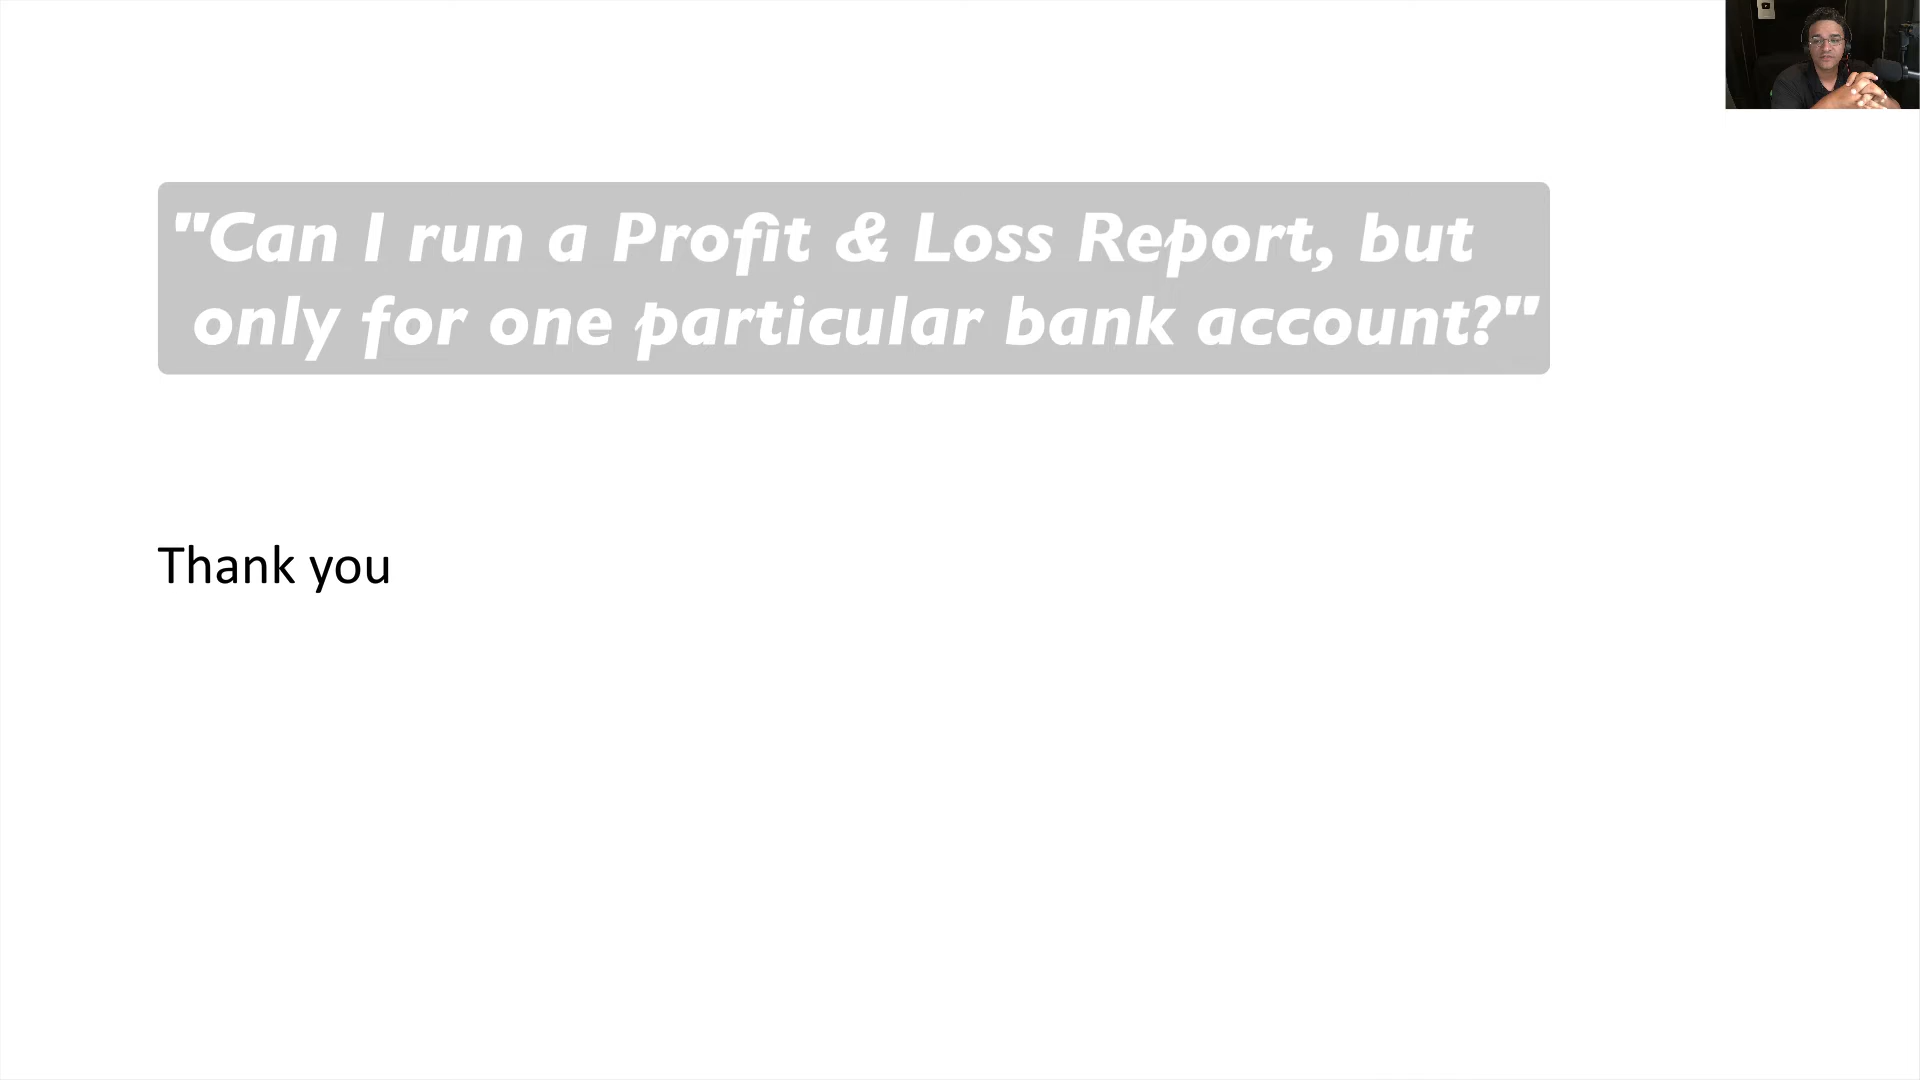 "Can I run a Profit & Loss Report, but
only for one particular bank account?"
Thank you